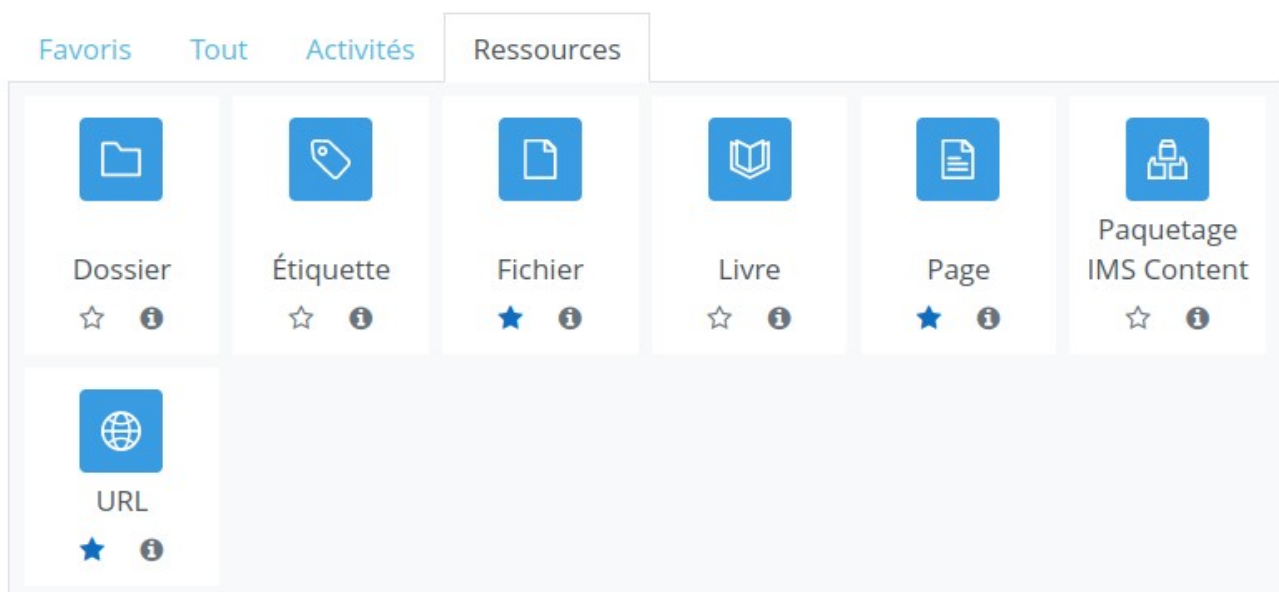 Favoris Tout Activités Ressources
Dossier Étiquette Fichier Livre Page Paquetage
IMS Content
URL